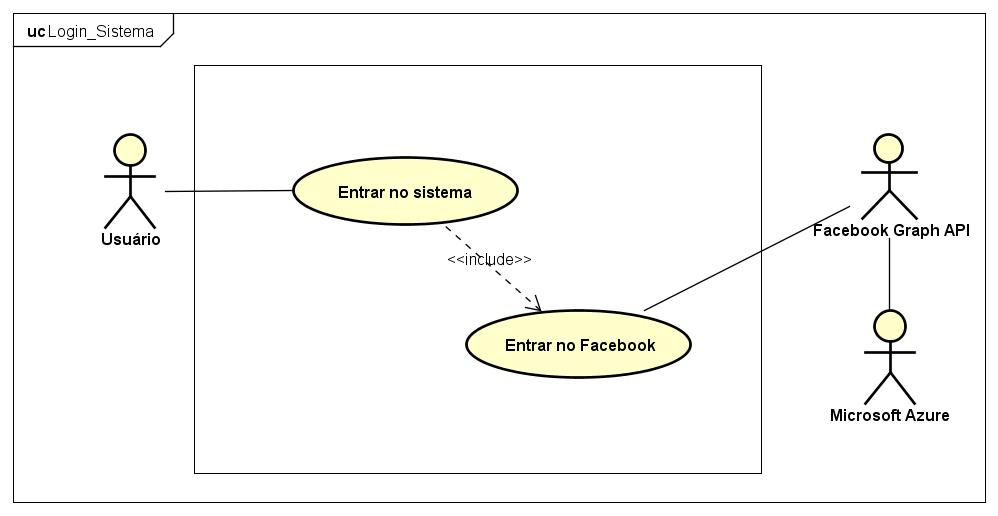 uc Login_Sistema
Entrar no sistema
Usuário
Facebook Graph API
<<include>>
Entrar no Facebook
Microsoft Azure